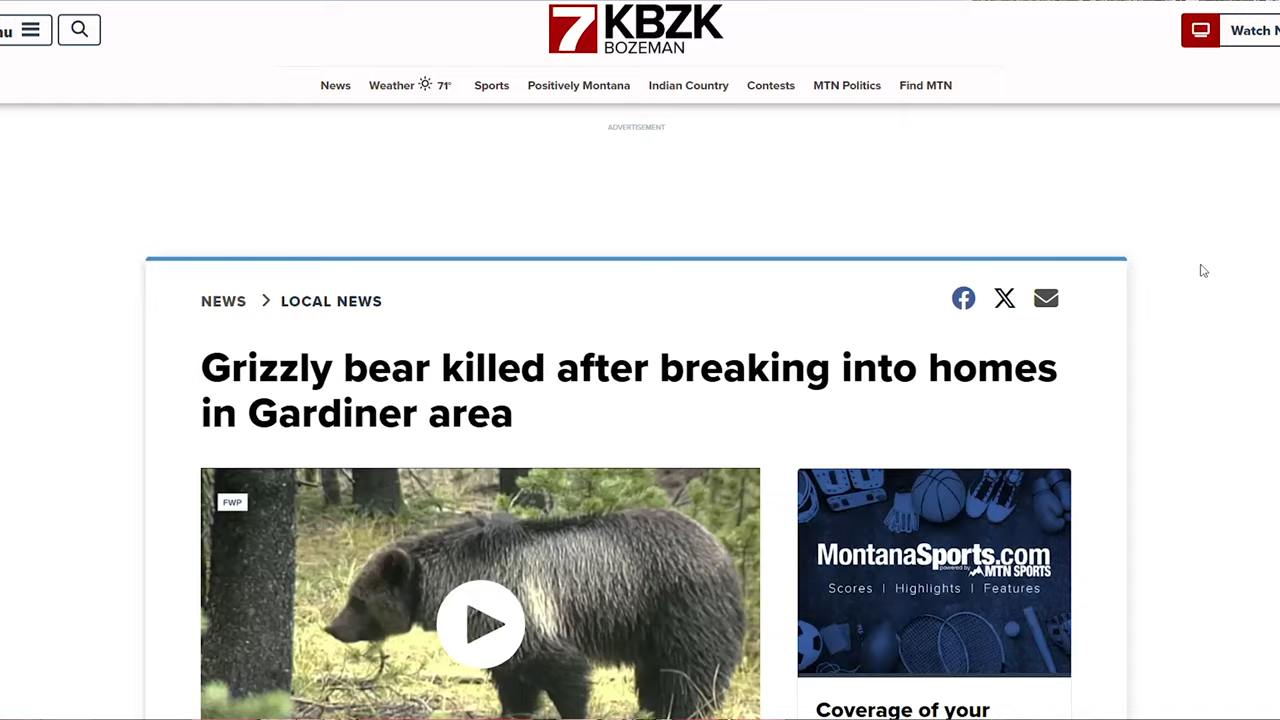 nu
7 KBZK
BOZEMAN
Watch N
News Weather 71° Sports Positively Montana Indian Country Contests MTN Politics Find MTN
ADVERTISEMENT
NEWS > LOCAL NEWS
Grizzly bear killed after breaking into homes
in Gardiner area
FWP
MontanaSports.com
powered by MTN SPORTS
Scores | Highlights | Features
Coverage of your